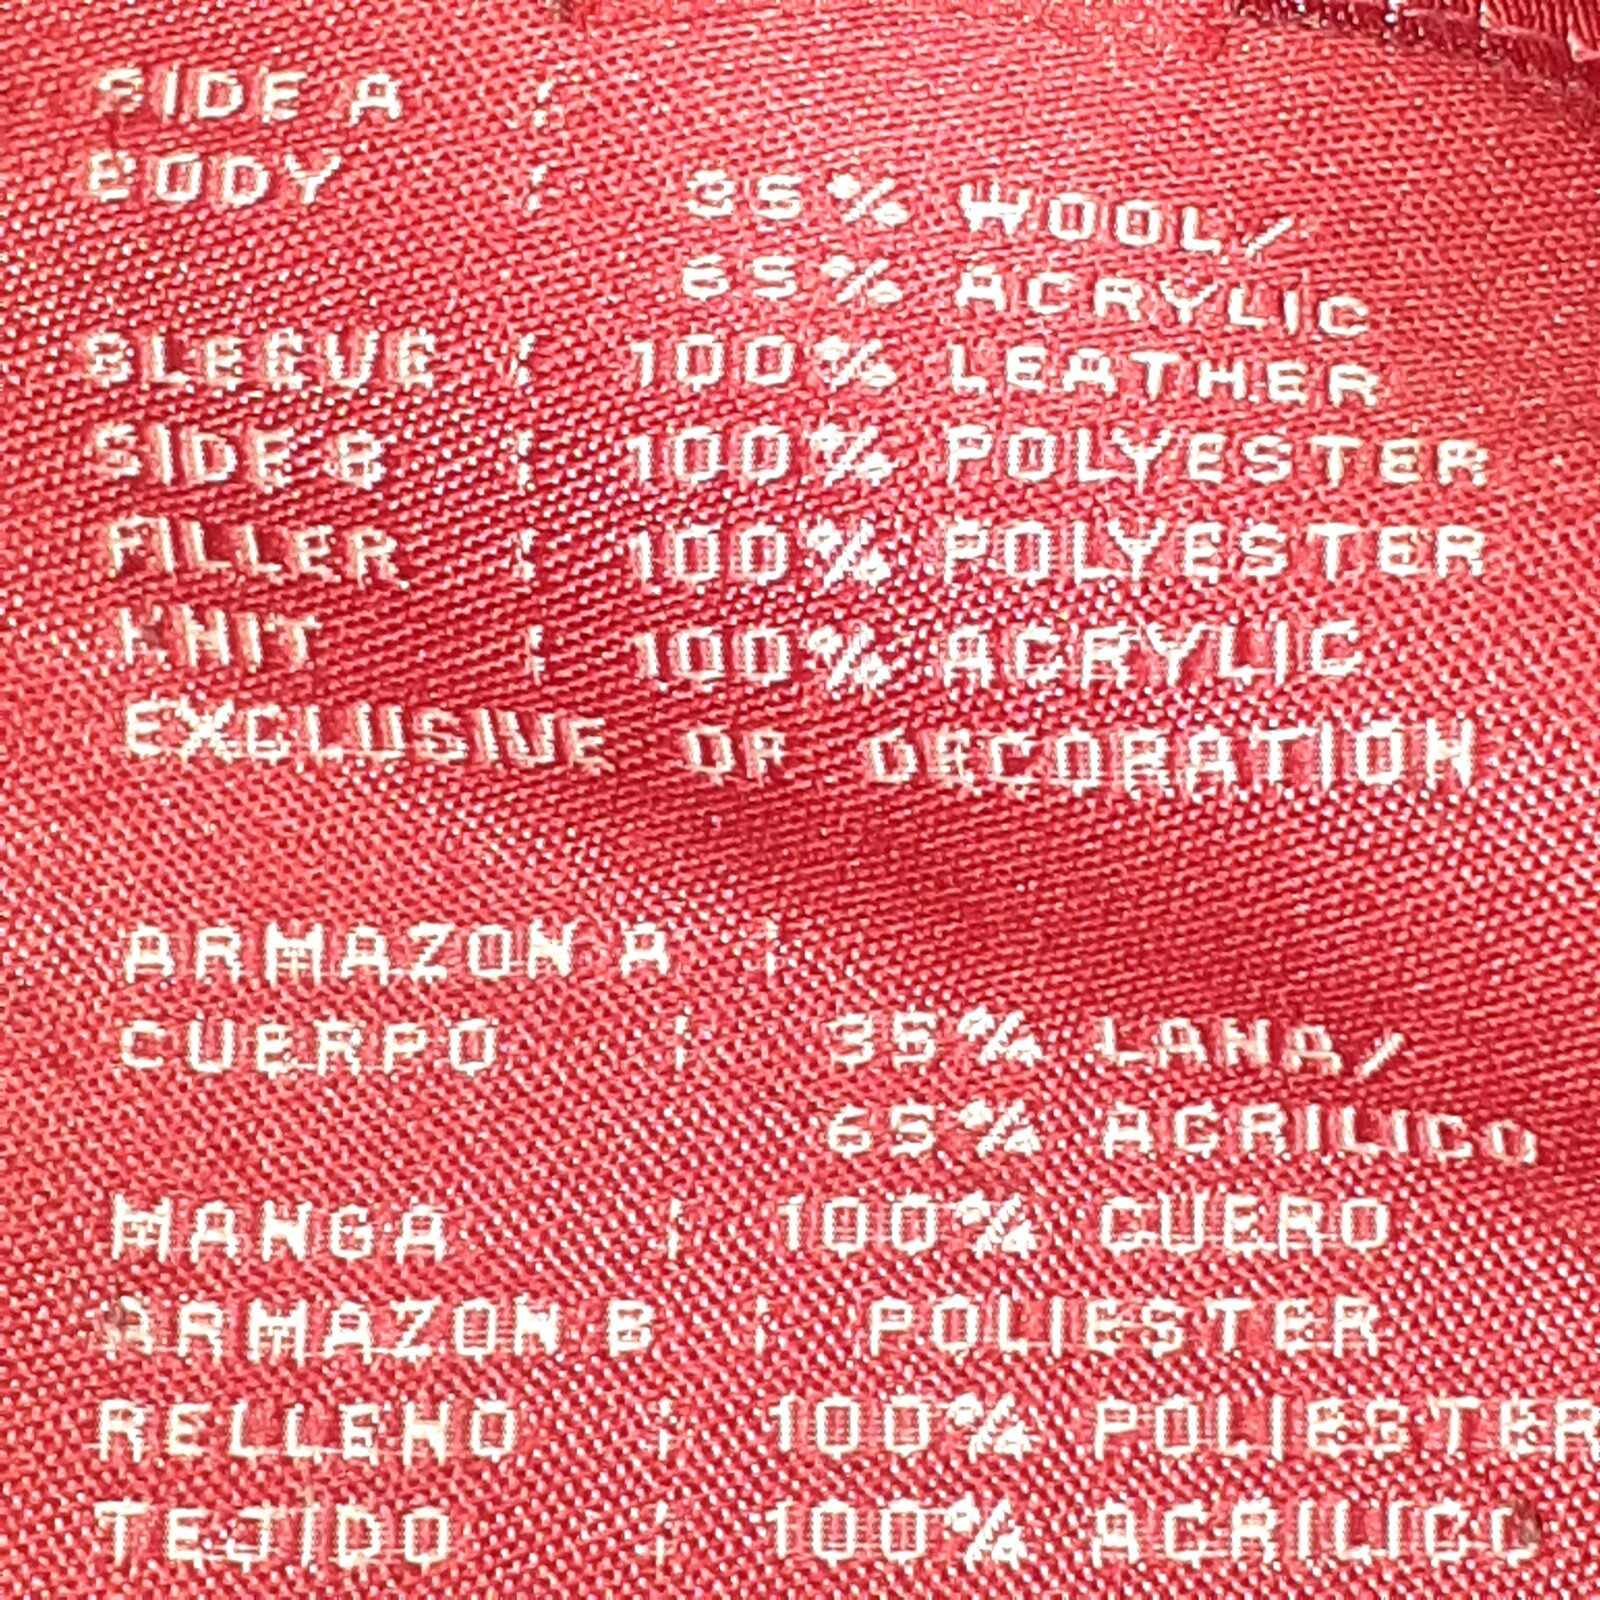 SIDE A :
BODY : 35% WOOL/
65% ACRYLIC
SLEEVE : 100% LEATHER
SIDE B : 100% POLYESTER
FILLER : 100% POLYESTER
KNIT : 100% ACRYLIC
EXCLUSIVE OF DECORATION
ARMAZON A :
CUERPO : 35% LANA/
65% ACRILICO
MANGA : 100% CUERO
ARMAZON B : POLIESTER
RELLENO : 100% POLIESTER
TEJIDO : 100% ACRILICO